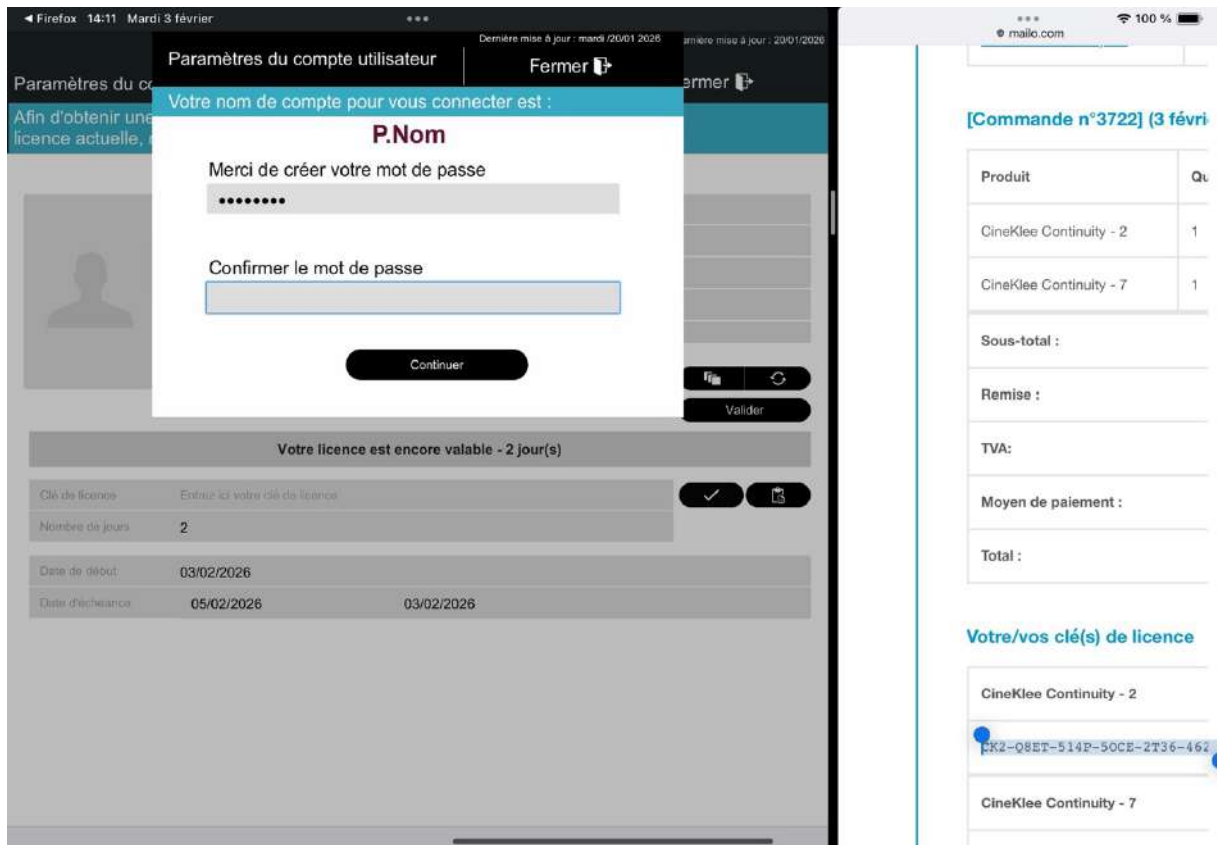 Firefox 14:11 Mardi 3 février
100 %
mailo.com
Dernière mise à jour : mardi /20/01 2026
ernière mise à jour : 20/01/2026
Paramètres du compte utilisateur
Fermer
Paramètres du co
ermer
Votre nom de compte pour vous connecter est :
Afin d'obtenir une
licence actuelle,
P.Nom
Merci de créer votre mot de passe
••••••••
Confirmer le mot de passe
Continuer
Valider
Votre licence est encore valable - 2 jour(s)
Clé de licence Entrez ici votre clé de licence
Nombre de jours 2
Date de début 03/02/2026
Date d'échéance 05/02/2026 03/02/2026
[Commande n°3722] (3 févri
Produit Qu
CineKlee Continuity - 2 1
CineKlee Continuity - 7 1
Sous-total :
Remise :
TVA:
Moyen de paiement :
Total :
Votre/vos clé(s) de licence
CineKlee Continuity - 2
CK2-Q8ET-514P-5OCE-2T36-462
CineKlee Continuity - 7